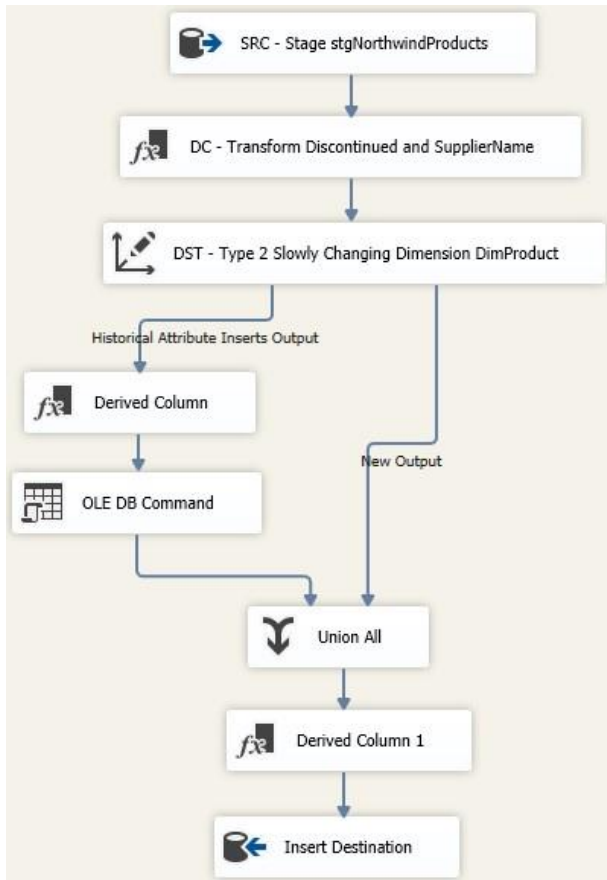 SRC - Stage stgNorthwindProducts
DC - Transform Discontinued and SupplierName
DST - Type 2 Slowly Changing Dimension DimProduct
Historical Attribute Inserts Output
Derived Column
New Output
OLE DB Command
Union All
Derived Column 1
Insert Destination